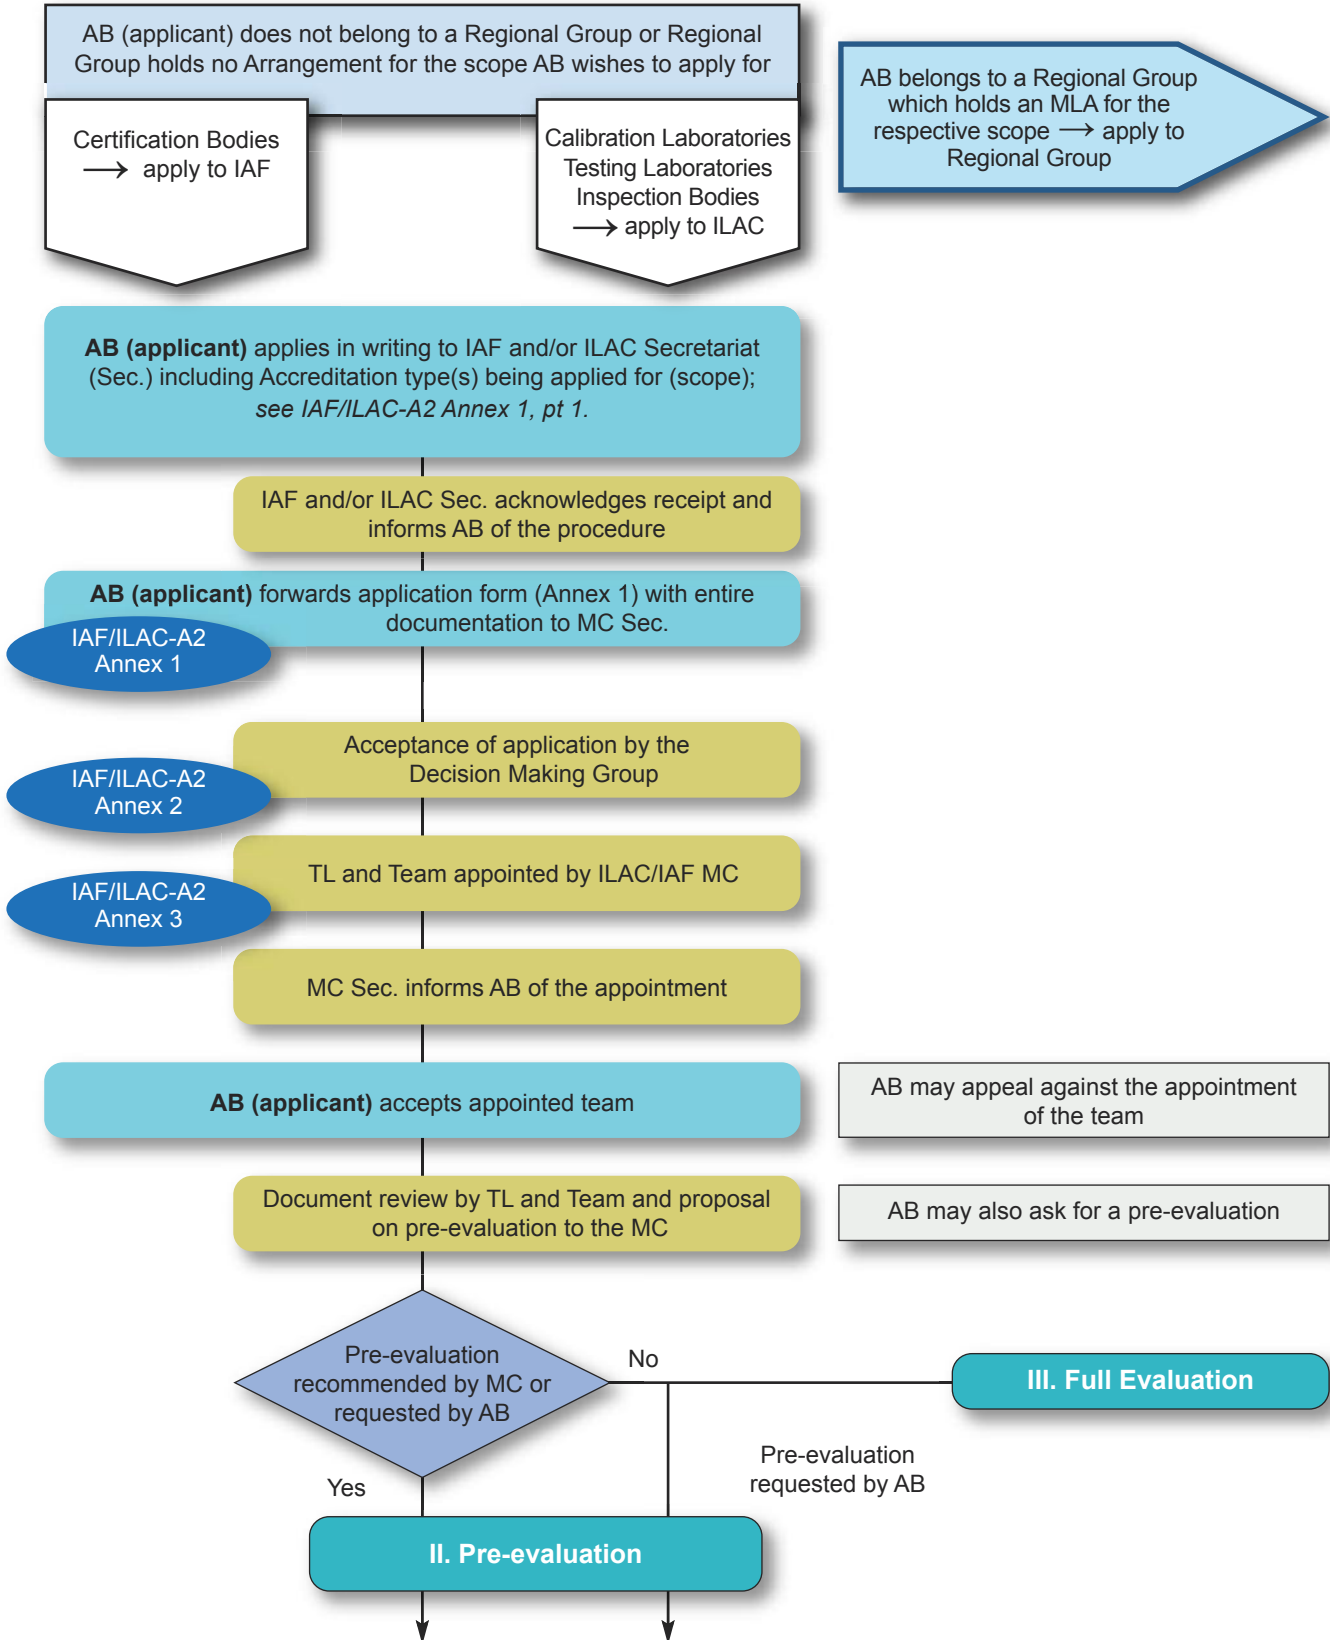 AB (applicant) does not belong to a Regional Group or Regional
Group holds no Arrangement for the scope AB wishes to apply for
AB belongs to a Regional Group
which holds an MLA for the
respective scope → apply to
Regional Group
Certification Bodies
→ apply to IAF
Calibration Laboratories
Testing Laboratories
Inspection Bodies
→ apply to ILAC
AB (applicant) applies in writing to IAF and/or ILAC Secretariat
(Sec.) including Accreditation type(s) being applied for (scope);
see IAF/ILAC-A2 Annex 1, pt 1.
IAF and/or ILAC Sec. acknowledges receipt and
informs AB of the procedure
AB (applicant) forwards application form (Annex 1) with entire
documentation to MC Sec.
IAF/ILAC-A2
Annex 1
Acceptance of application by the
Decision Making Group
IAF/ILAC-A2
Annex 2
TL and Team appointed by ILAC/IAF MC
IAF/ILAC-A2
Annex 3
MC Sec. informs AB of the appointment
AB (applicant) accepts appointed team
AB may appeal against the appointment
of the team
Document review by TL and Team and proposal
on pre-evaluation to the MC
AB may also ask for a pre-evaluation
Pre-evaluation
recommended by MC or
requested by AB
No
III. Full Evaluation
Pre-evaluation
requested by AB
Yes
II. Pre-evaluation